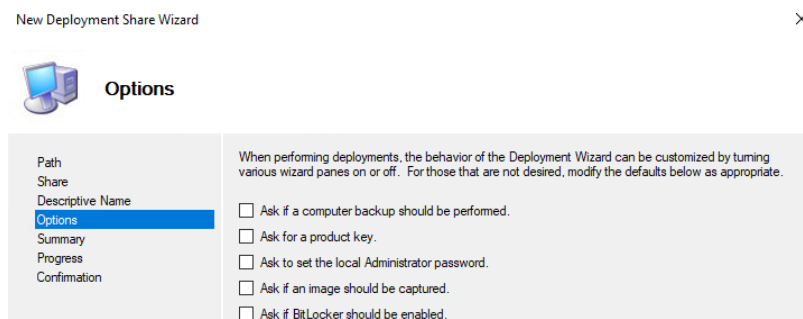 New Deployment Share Wizard
Options
Path
Share
Descriptive Name
Options
Summary
Progress
Confirmation
When performing deployments, the behavior of the Deployment Wizard can be customized by turning
various wizard panes on or off. For those that are not desired, modify the defaults below as appropriate.
Ask if a computer backup should be performed.
Ask for a product key.
Ask to set the local Administrator password.
Ask if an image should be captured.
Ask if BitLocker should be enabled.